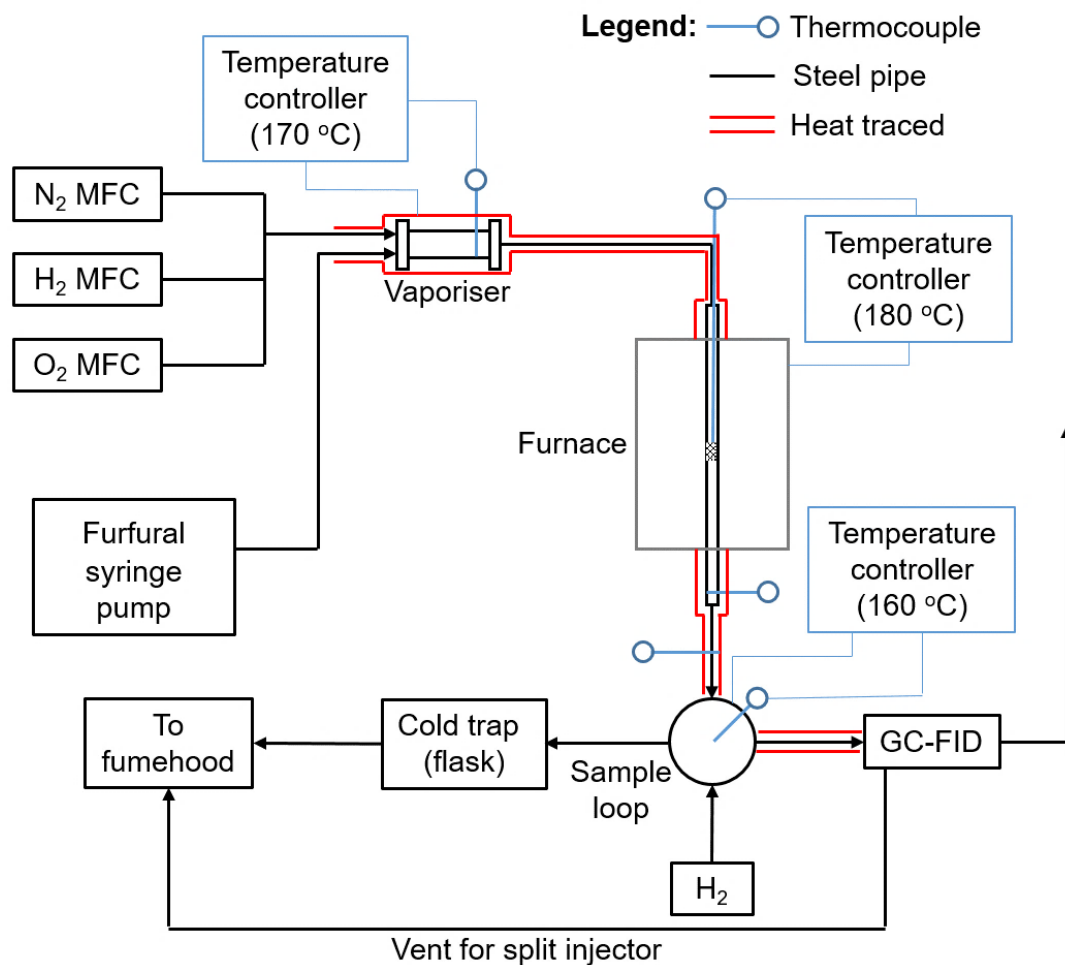 Legend:
Thermocouple
Steel pipe
Heat traced
Temperature
controller
(170 °C)
N₂ MFC
H₂ MFC
O₂ MFC
Vaporiser
Temperature
controller
(180 °C)
Furnace
Furfural
syringe
pump
Temperature
controller
(160 °C)
To
fumehood
Cold trap
(flask)
Sample
loop
GC-FID
H₂
Vent for split injector